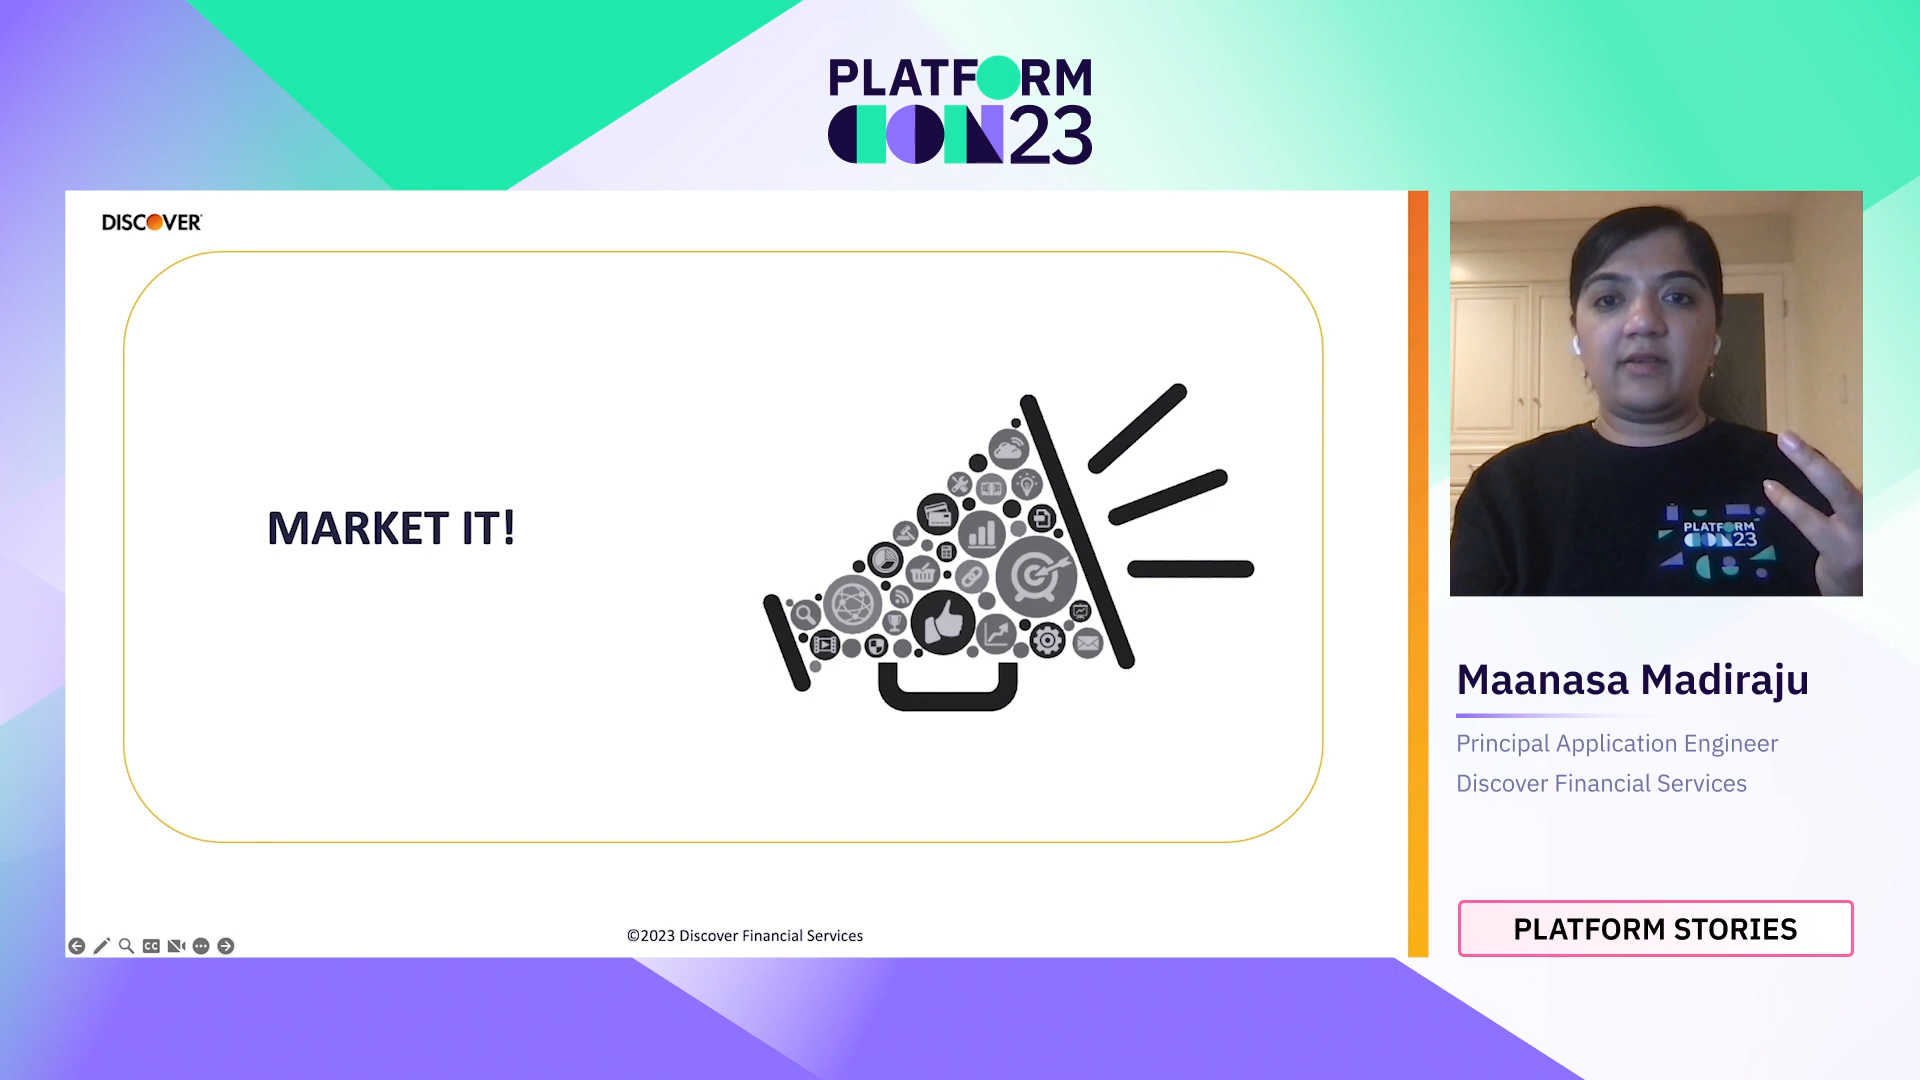 PLATFORM
CON23
DISCOVER
MARKET IT!
©2023 Discover Financial Services
CC
PLATFORM
CON23
Maanasa Madiraju
Principal Application Engineer
Discover Financial Services
PLATFORM STORIES